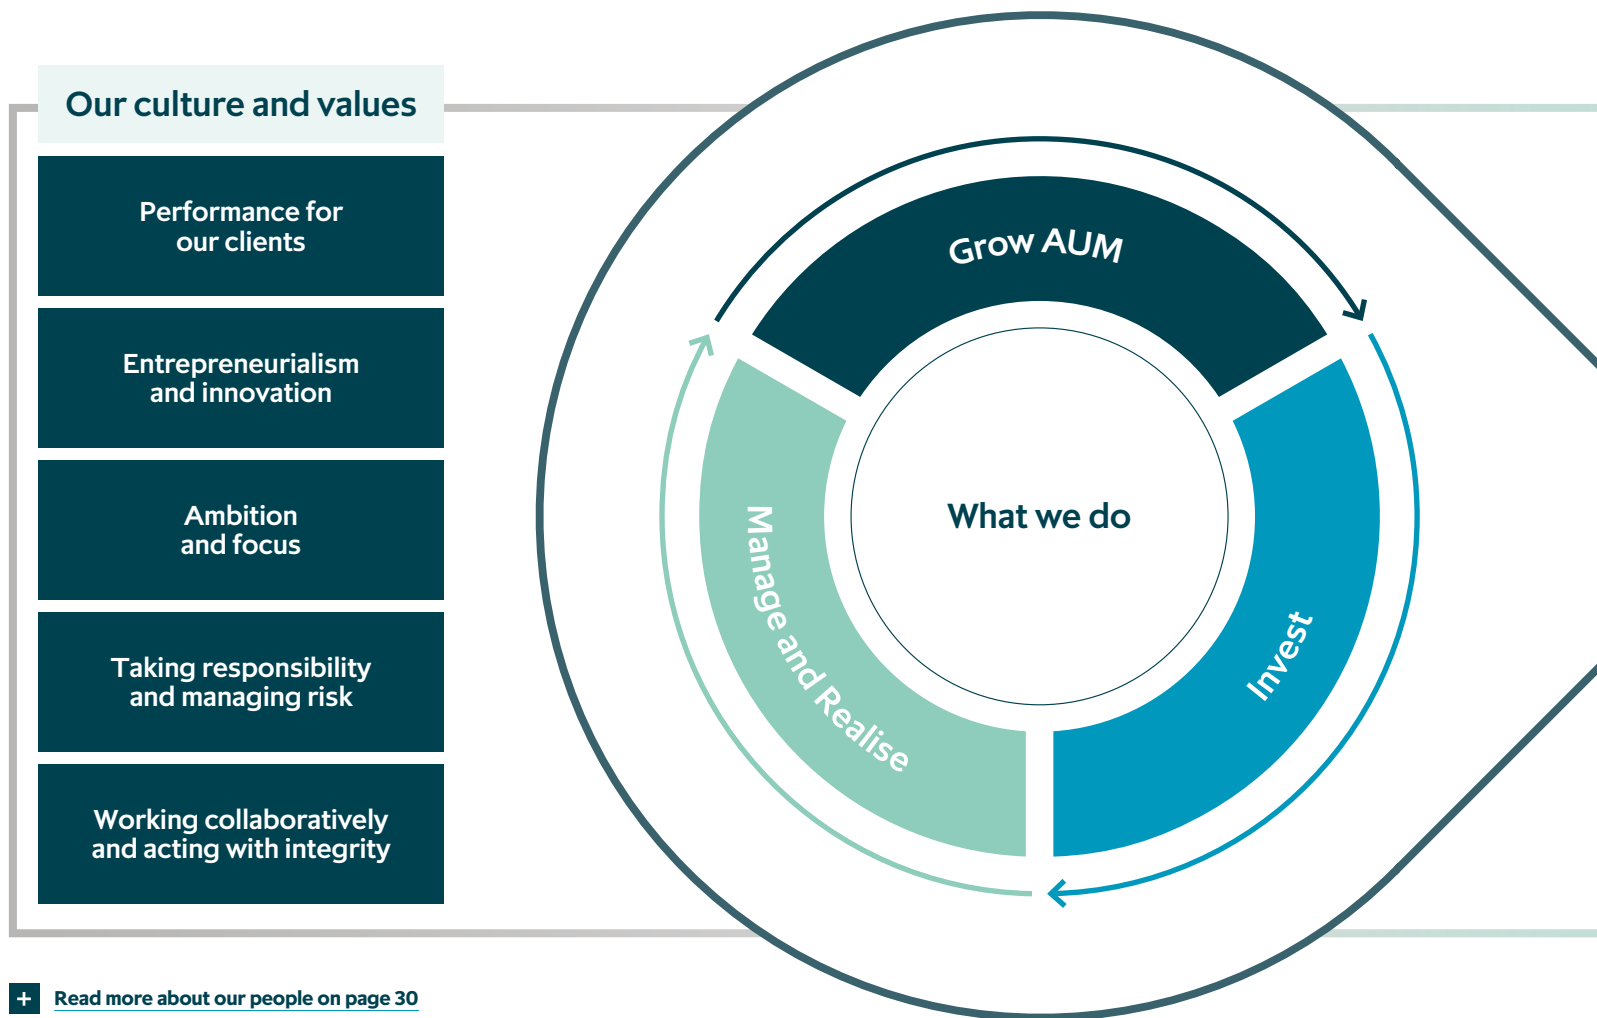 Our culture and values
Performance for
our clients
Entrepreneurialism
and innovation
Ambition
and focus
Taking responsibility
and managing risk
Working collaboratively
and acting with integrity
Read more about our people on page 30
Grow AUM
What we do
Invest
Manage and Realise